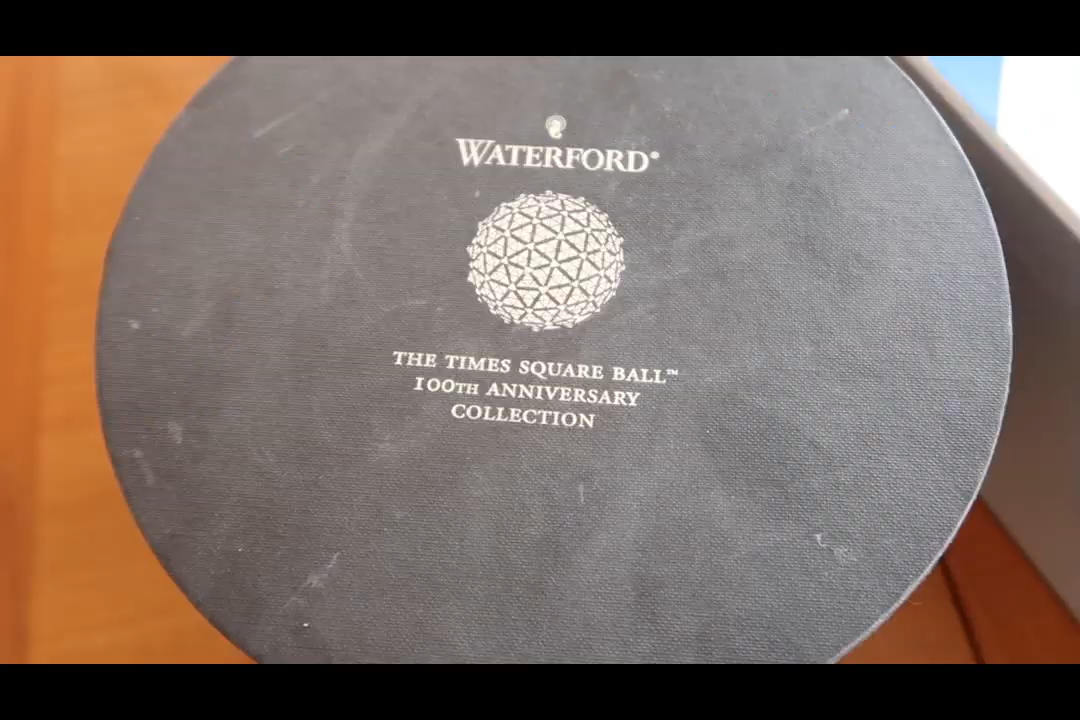 WATERFORD®
THE TIMES SQUARE BALL™
100TH ANNIVERSARY
COLLECTION